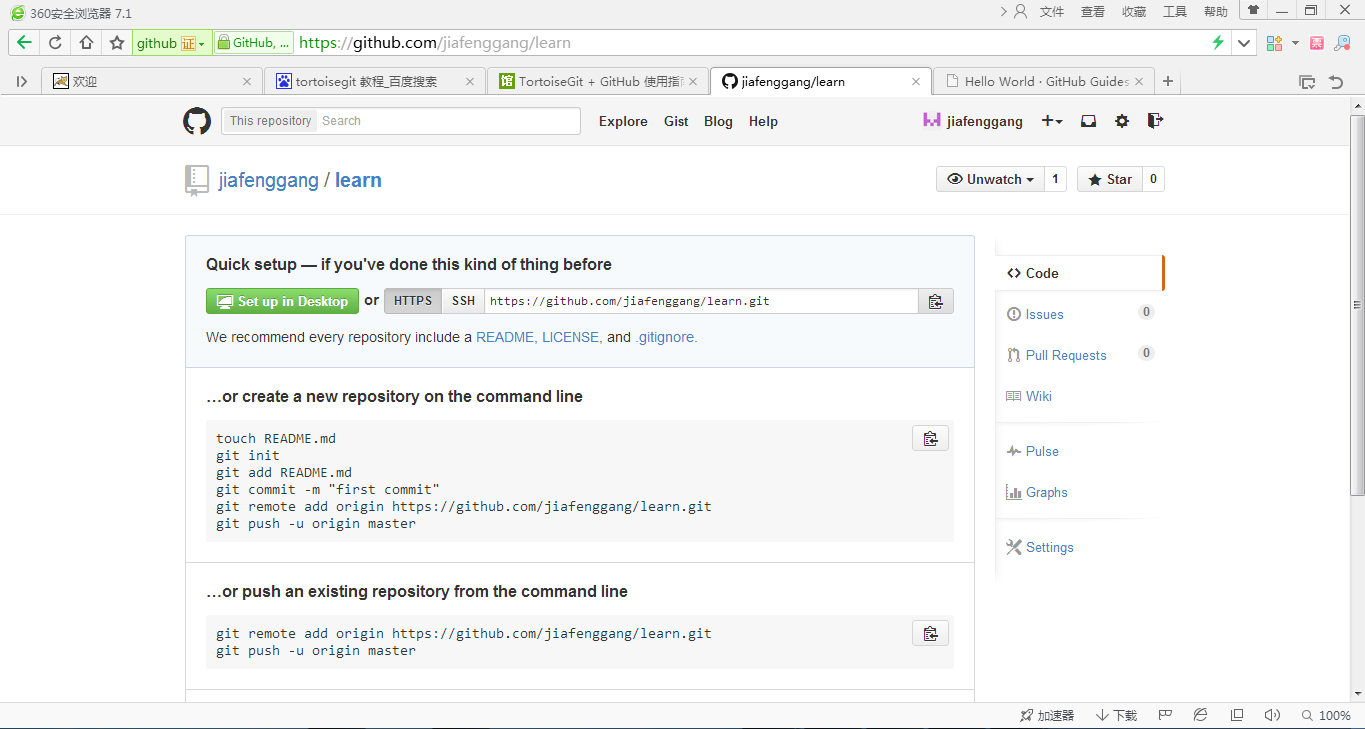 360安全浏览器 7.1
文件 查看 收藏 工具 帮助
github 证 GitHub, ... https://github.com/jiafenggang/learn
欢迎 tortoisegit 教程_百度搜索 TortoiseGit + GitHub 使用指 jiafenggang/learn Hello World · GitHub Guides
This repository Search Explore Gist Blog Help jiafenggang
jiafenggang / learn Unwatch 1 Star 0
Quick setup — if you've done this kind of thing before
Set up in Desktop or HTTPS SSH https://github.com/jiafenggang/learn.git
We recommend every repository include a README, LICENSE, and .gitignore.
…or create a new repository on the command line
touch README.md
git init
git add README.md
git commit -m "first commit"
git remote add origin https://github.com/jiafenggang/learn.git
git push -u origin master
…or push an existing repository from the command line
git remote add origin https://github.com/jiafenggang/learn.git
git push -u origin master
Code
Issues 0
Pull Requests 0
Wiki
Pulse
Graphs
Settings
加速器 下载 100%